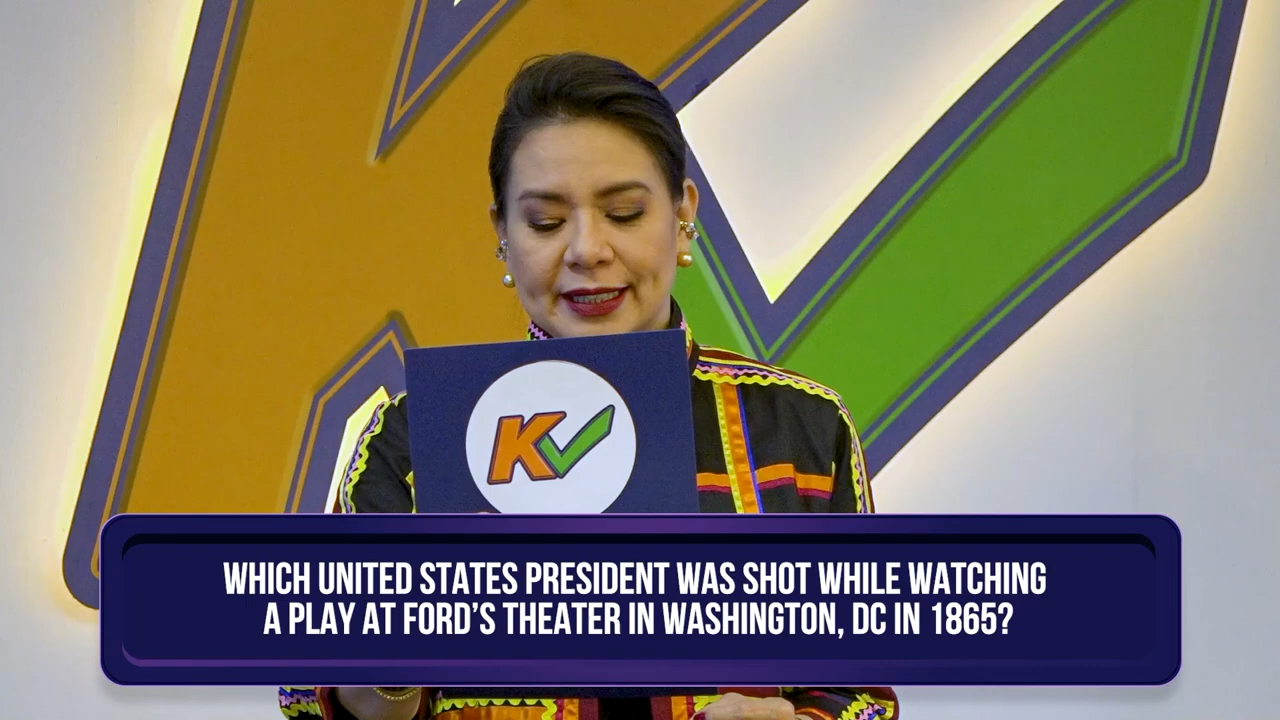 K
K
WHICH UNITED STATES PRESIDENT WAS SHOT WHILE WATCHING
A PLAY AT FORD’S THEATER IN WASHINGTON, DC IN 1865?